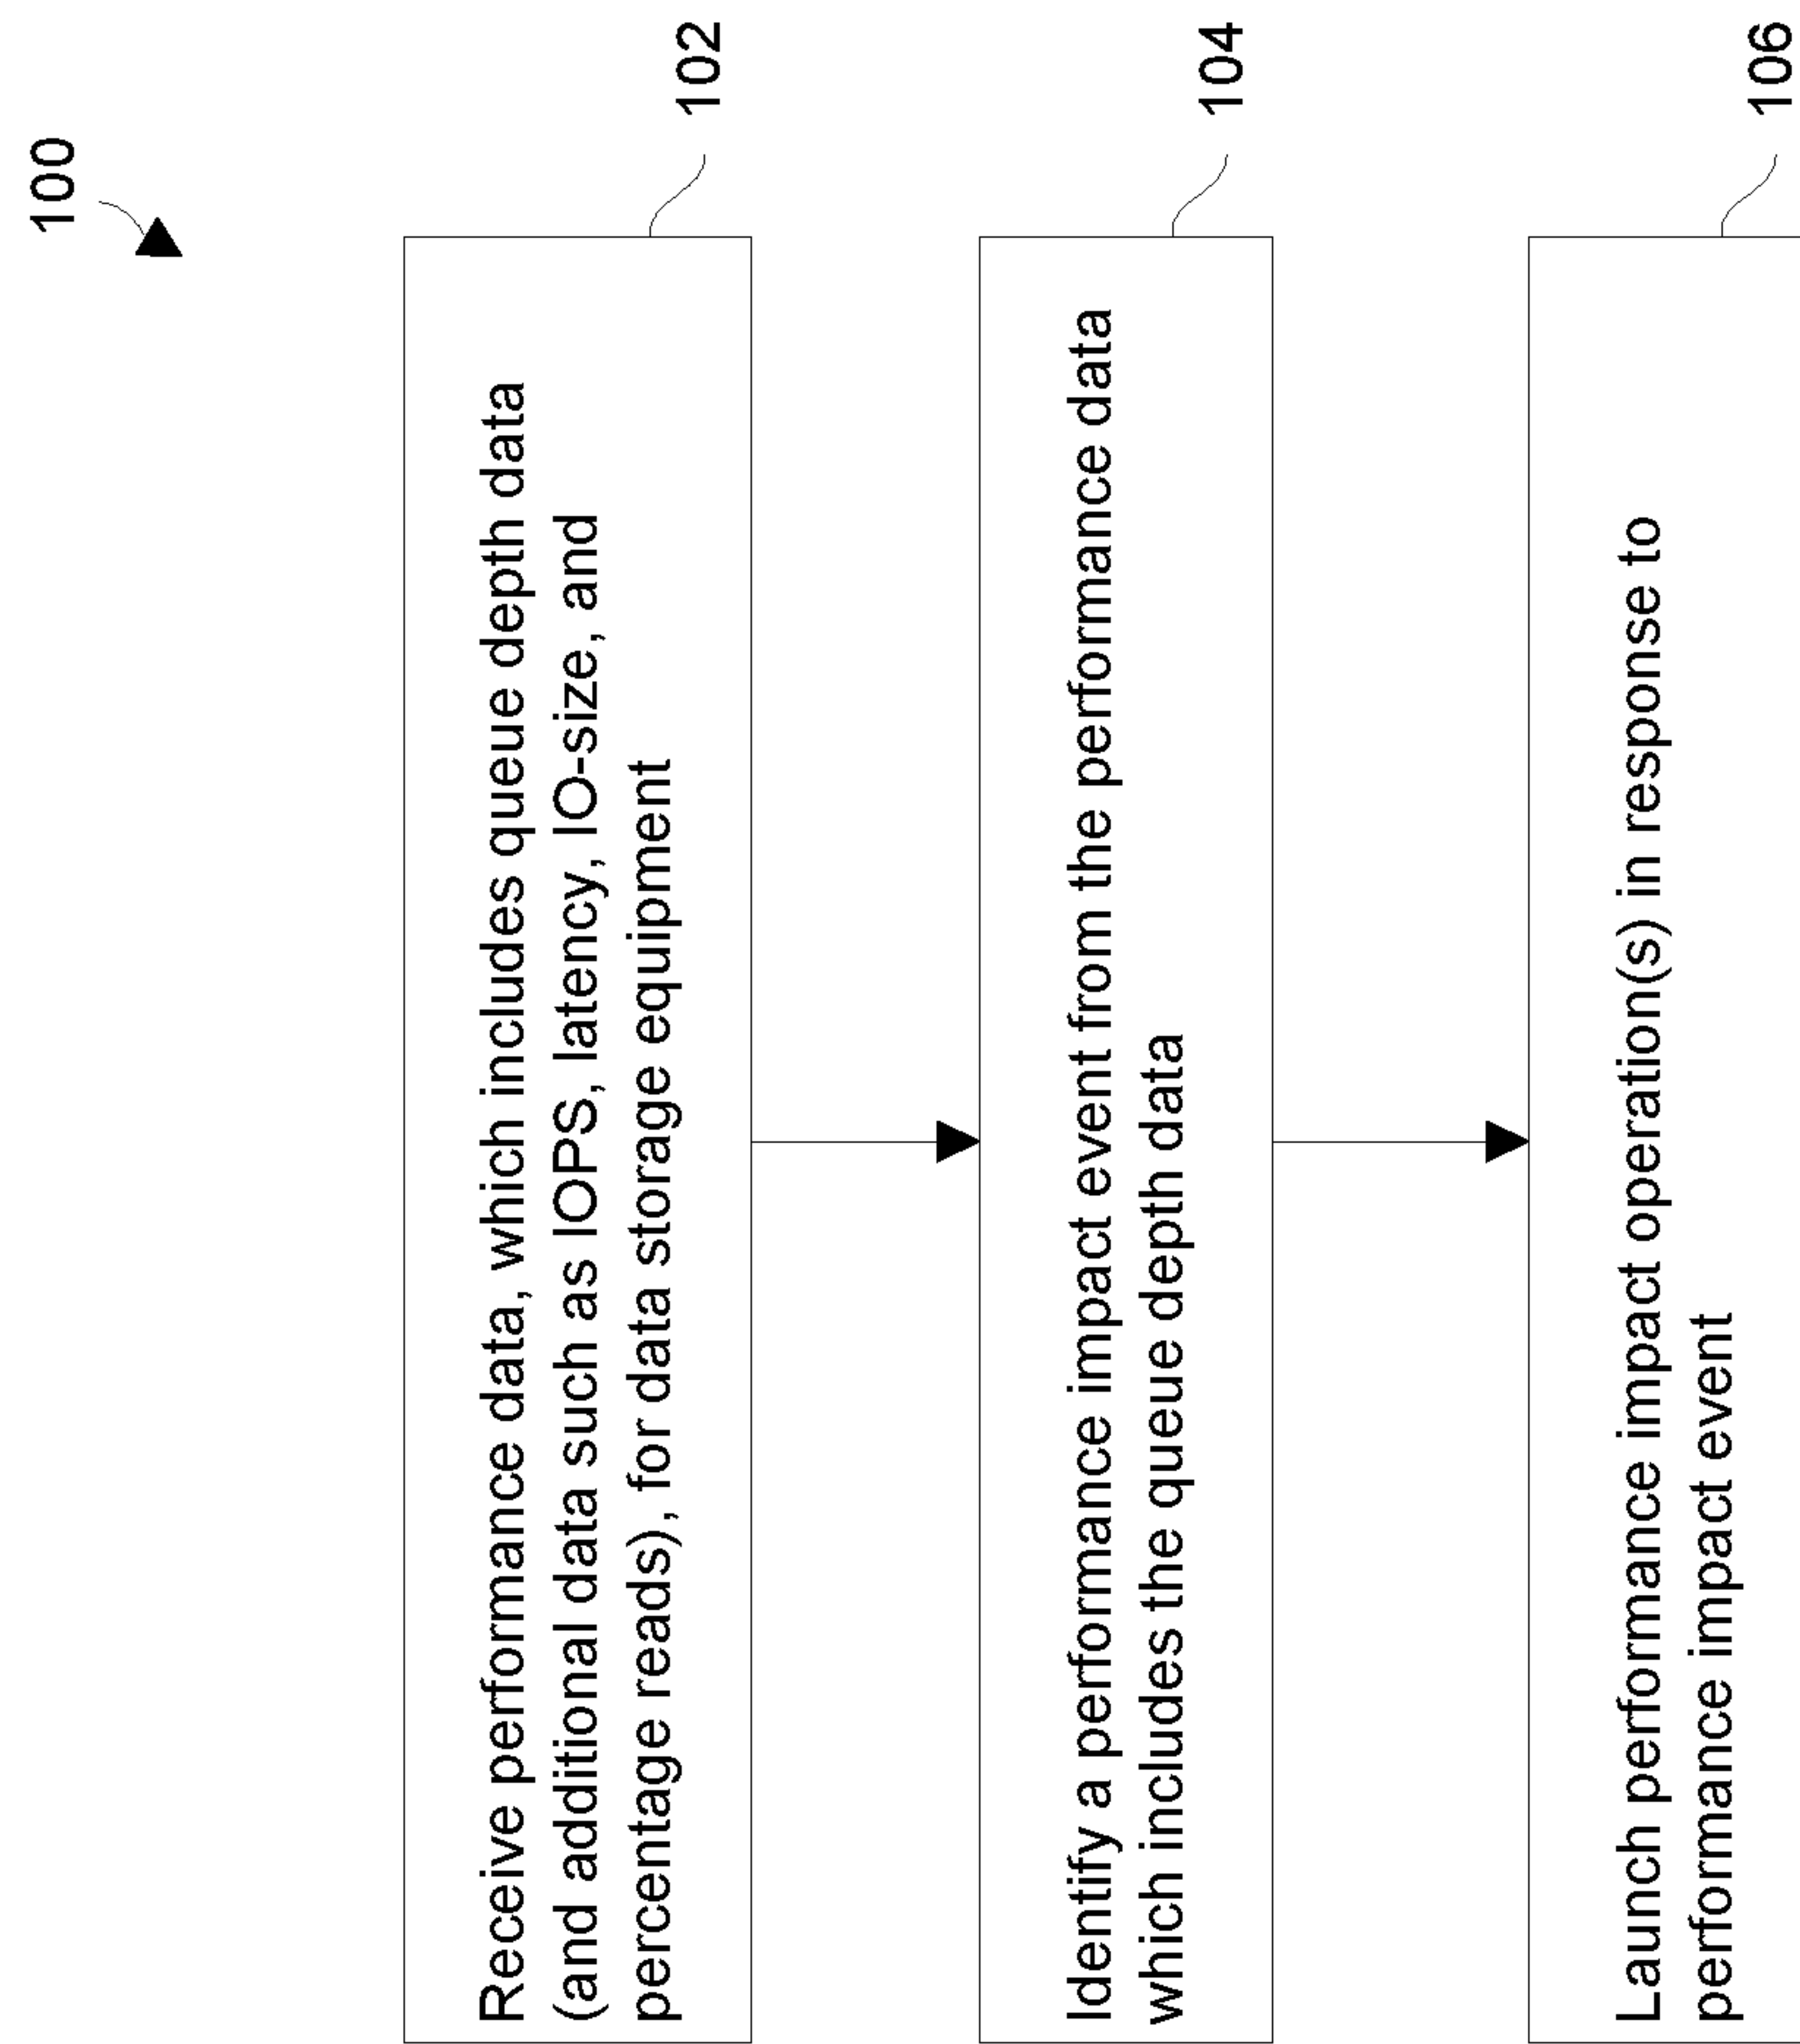 100
Receive performance data, which includes queue depth data
(and additional data such as IOPS, latency, IO-size, and
percentage reads), for data storage equipment
102
Identify a performance impact event from the performance data
which includes the queue depth data
104
Launch performance impact operation(s) in response to
performance impact event
106